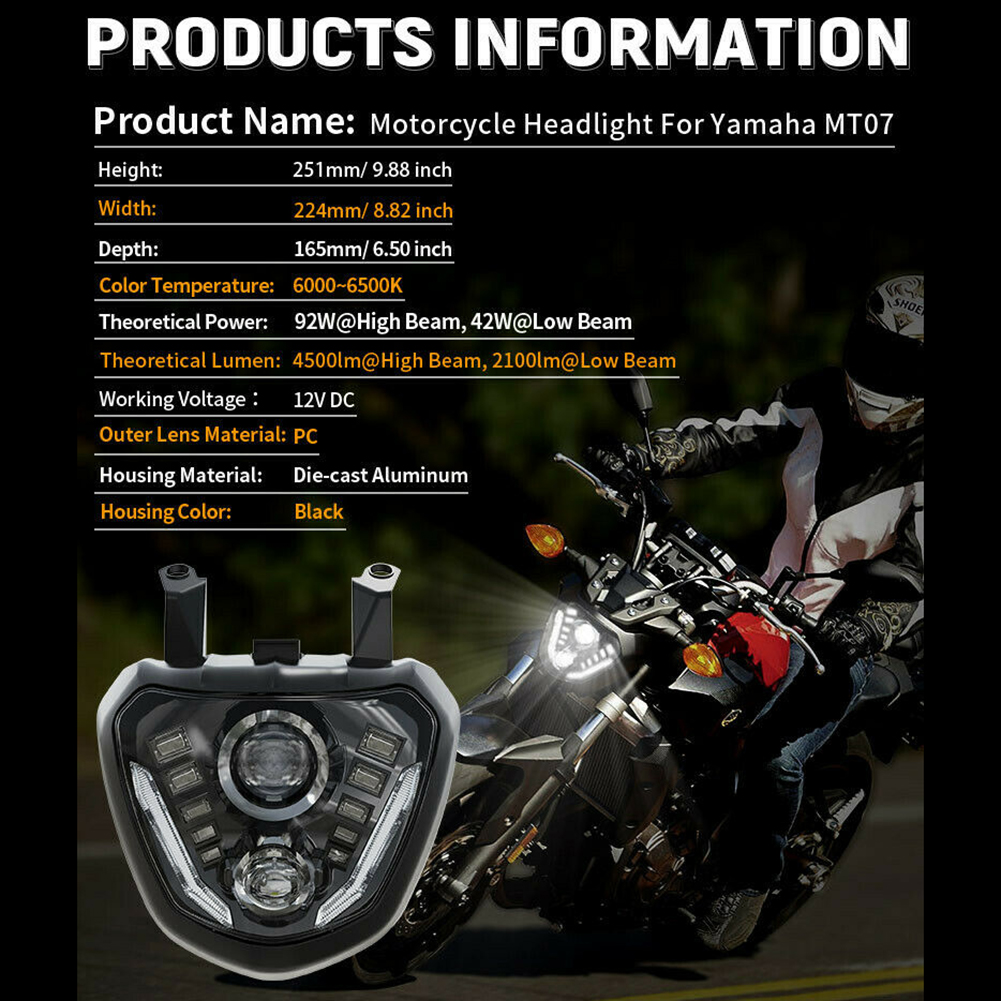 PRODUCTS INFORMATION
Product Name: Motorcycle Headlight For Yamaha MT07
Height: 251mm/ 9.88 inch
Width: 224mm/ 8.82 inch
Depth: 165mm/ 6.50 inch
Color Temperature: 6000~6500K
Theoretical Power: 92W@High Beam, 42W@Low Beam
Theoretical Lumen: 4500lm@High Beam, 2100lm@Low Beam
Working Voltage： 12V DC
Outer Lens Material: PC
Housing Material: Die-cast Aluminum
Housing Color: Black
SHOEI